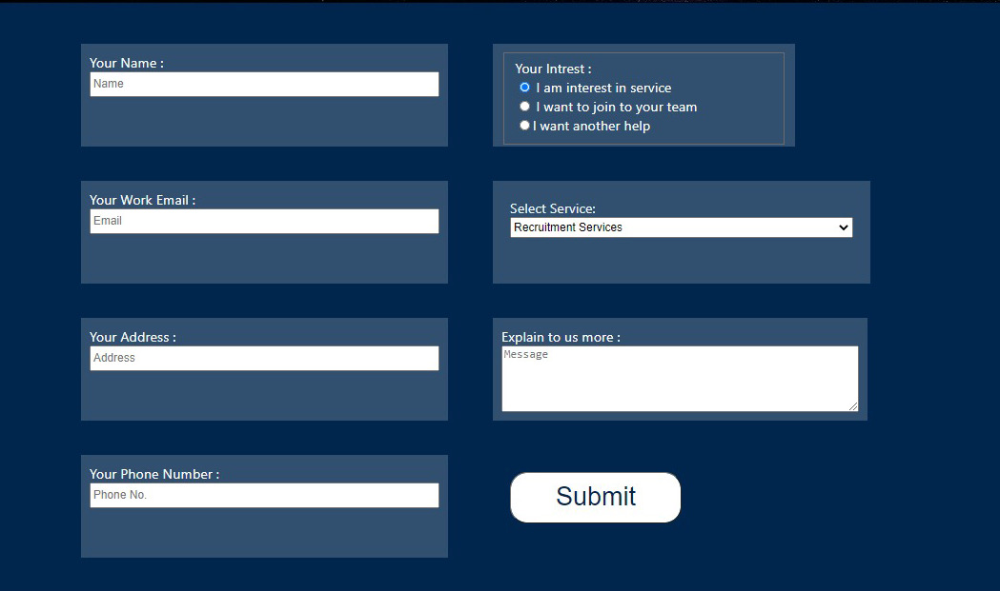 Your Name :
Name
Your Intrest :
I am interest in service
I want to join to your team
I want another help
Your Work Email :
Email
Select Service:
Recruitment Services
Your Address :
Address
Explain to us more :
Message
Your Phone Number :
Phone No.
Submit